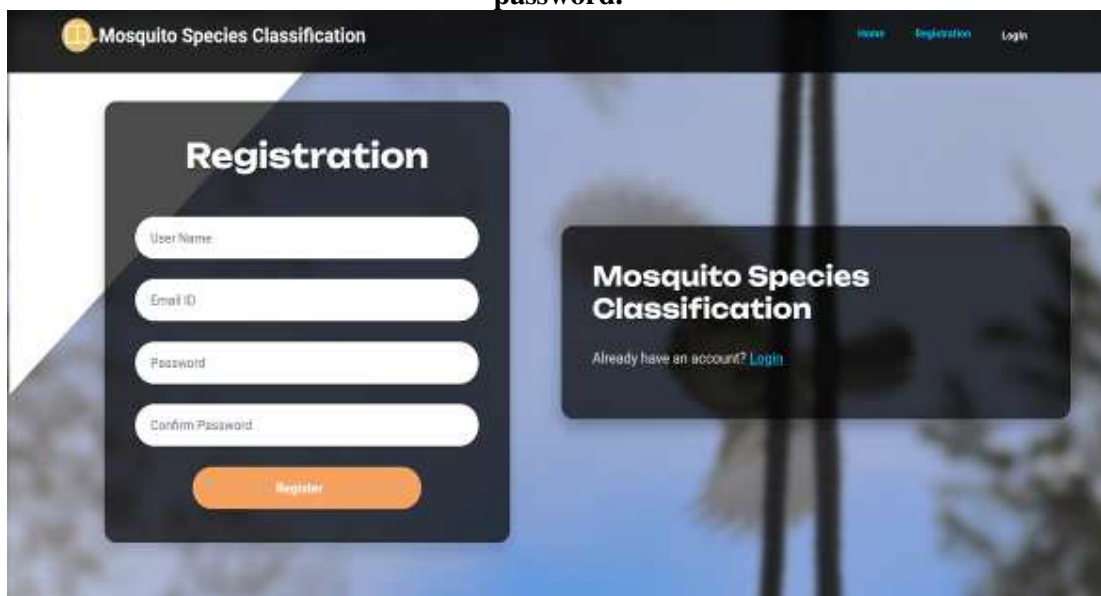 password.
Mosquito Species Classification
Home Registration Login
Registration
User Name
Email ID
Password
Confirm Password
Register
Mosquito Species
Classification
Already have an account? Login